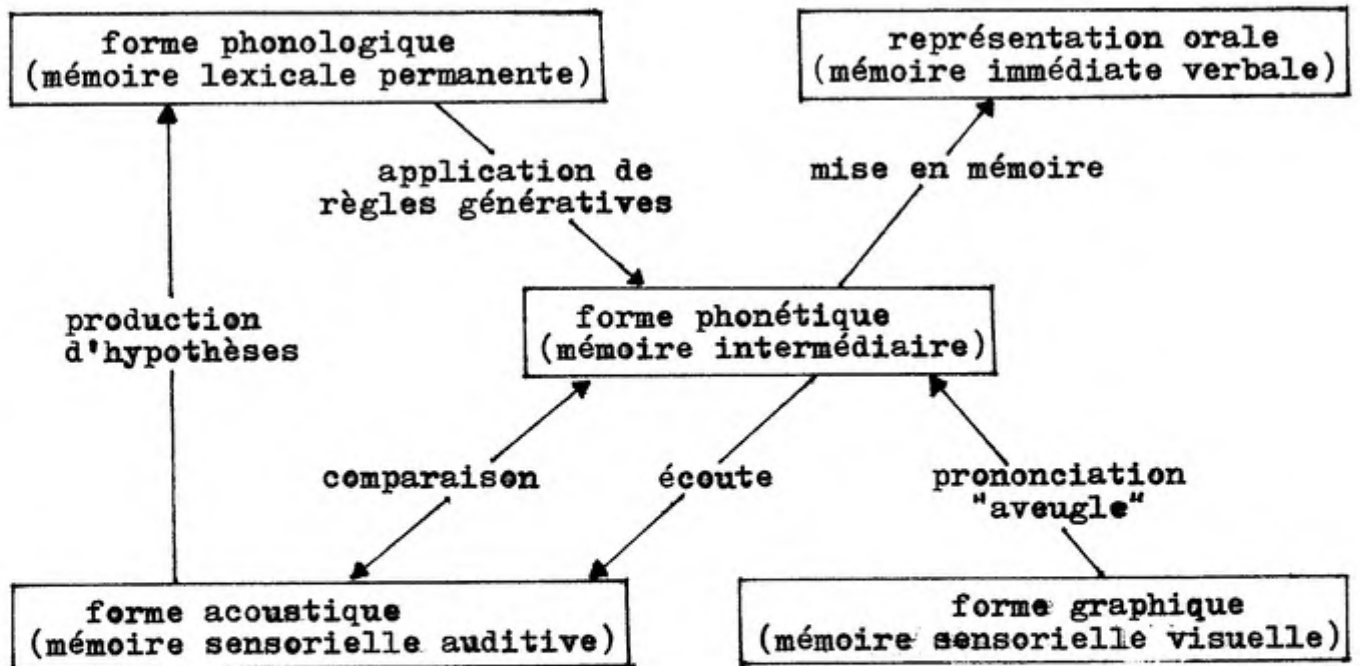 forme phonologique
(mémoire lexicale permanente)
représentation orale
(mémoire immédiate verbale)
application de
règles génératives
mise en mémoire
production
d'hypothèses
forme phonétique
(mémoire intermédiaire)
comparaison
écoute
prononciation
"aveugle"
forme acoustique
(mémoire sensorielle auditive)
forme graphique
(mémoire sensorielle visuelle)